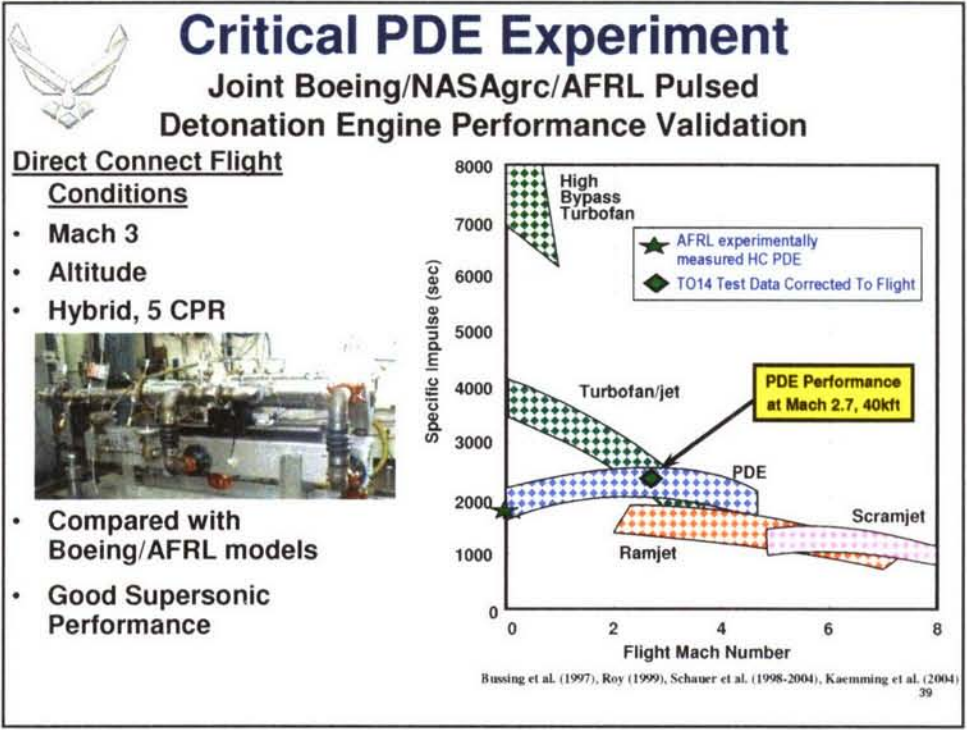 Critical PDE Experiment
Joint Boeing/NASAgrc/AFRL Pulsed
Detonation Engine Performance Validation
Direct Connect Flight
Conditions
• Mach 3
• Altitude
• Hybrid, 5 CPR
• Compared with
Boeing/AFRL models
• Good Supersonic
Performance
8000
7000
6000
5000
4000
3000
2000
1000
0
Specific Impulse (sec)
High
Bypass
Turbofan
AFRL experimentally
measured HC PDE
TO14 Test Data Corrected To Flight
Turbofan/jet
PDE Performance
at Mach 2.7, 40kft
PDE
Ramjet
Scramjet
0 2 4 6 8
Flight Mach Number
Bussing et al. (1997), Roy (1999), Schauer et al. (1998-2004), Kaemming et al. (2004)
39